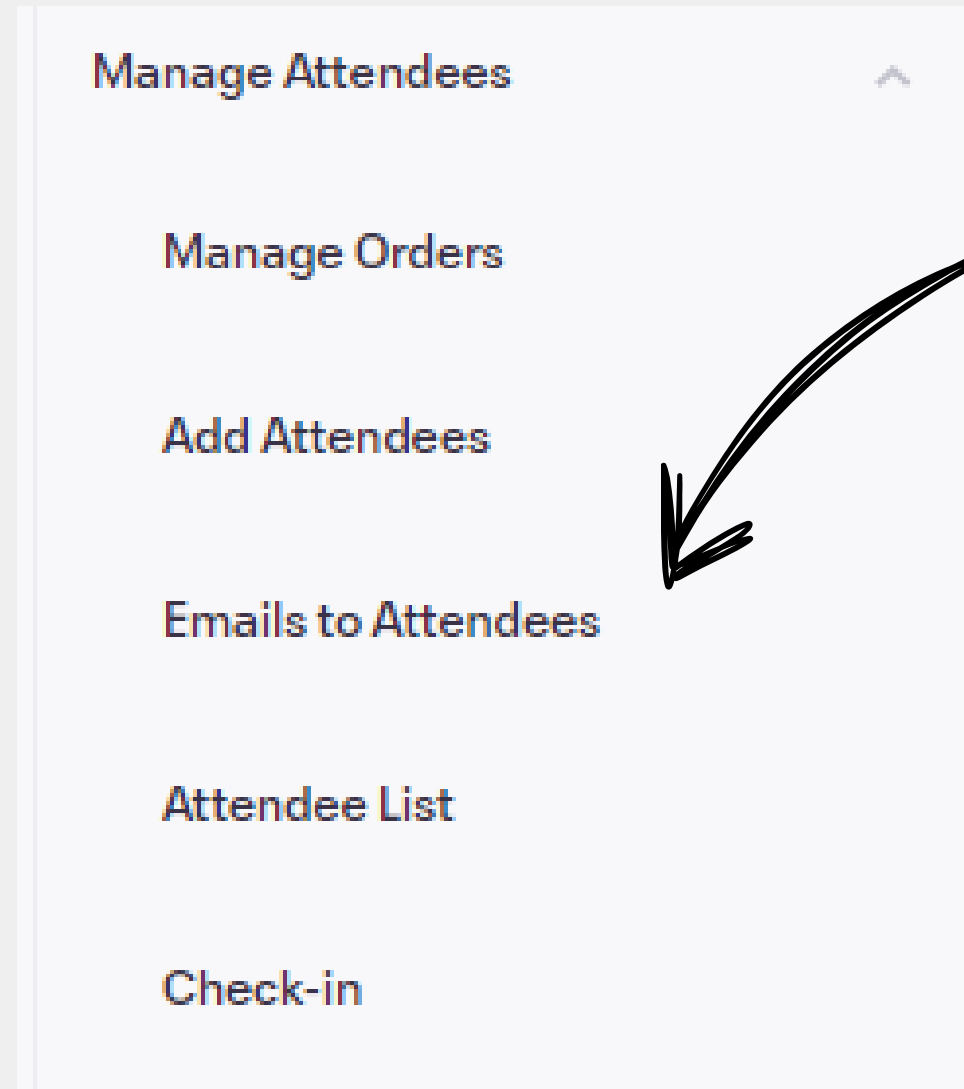 Manage Attendees
Manage Orders
Add Attendees
Emails to Attendees
Attendee List
Check-in